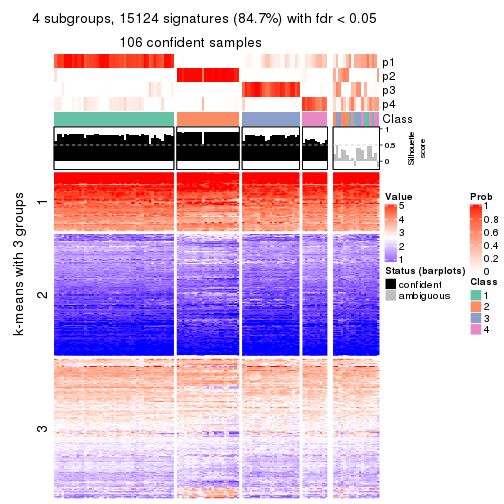 4 subgroups, 15124 signatures (84.7%) with fdr < 0.05
106 confident samples
p1
p2
p3
p4
Class
1
0.5
0
Silhouette
score
k-means with 3 groups
1
2
3
Value
5
4
3
2
1
Status (barplots)
confident
ambiguous
Prob
1
0.8
0.6
0.4
0.2
0
Class
1
2
3
4